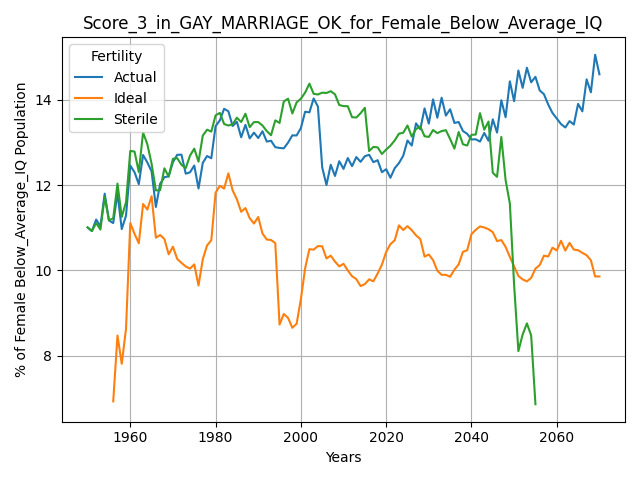 Score_3_in_GAY_MARRIAGE_OK_for_Female_Below_Average_IQ
% of Female Below_Average_IQ Population
Fertility
Actual
Ideal
Sterile
14
12
10
8
1960 1980 2000 2020 2040 2060
Years